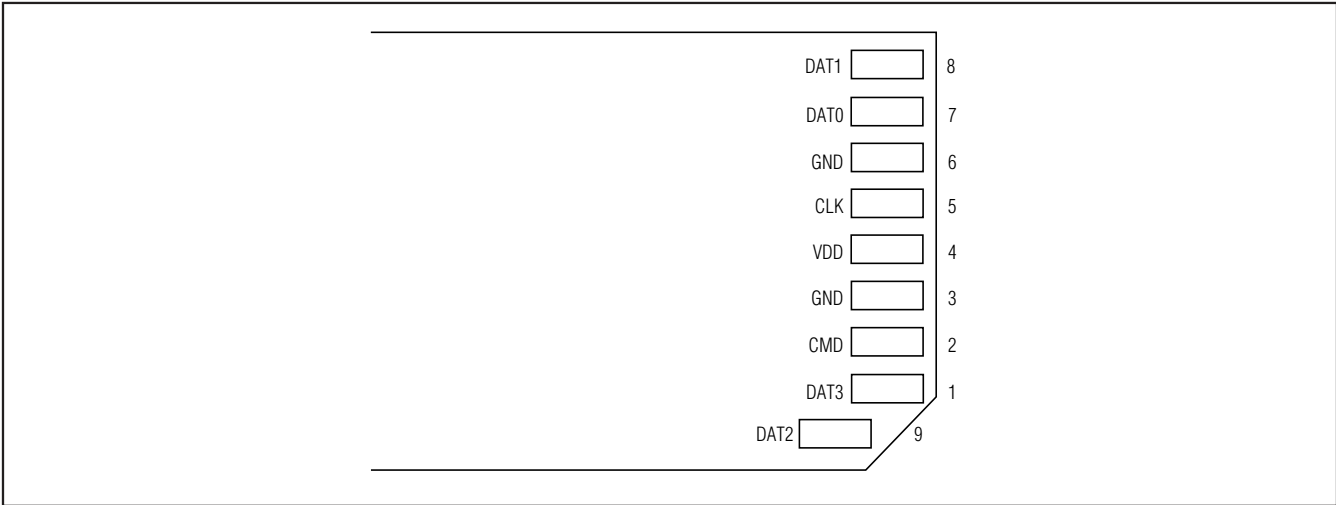 DAT1 8
DAT0 7
GND 6
CLK 5
VDD 4
GND 3
CMD 2
DAT3 1
DAT2 9